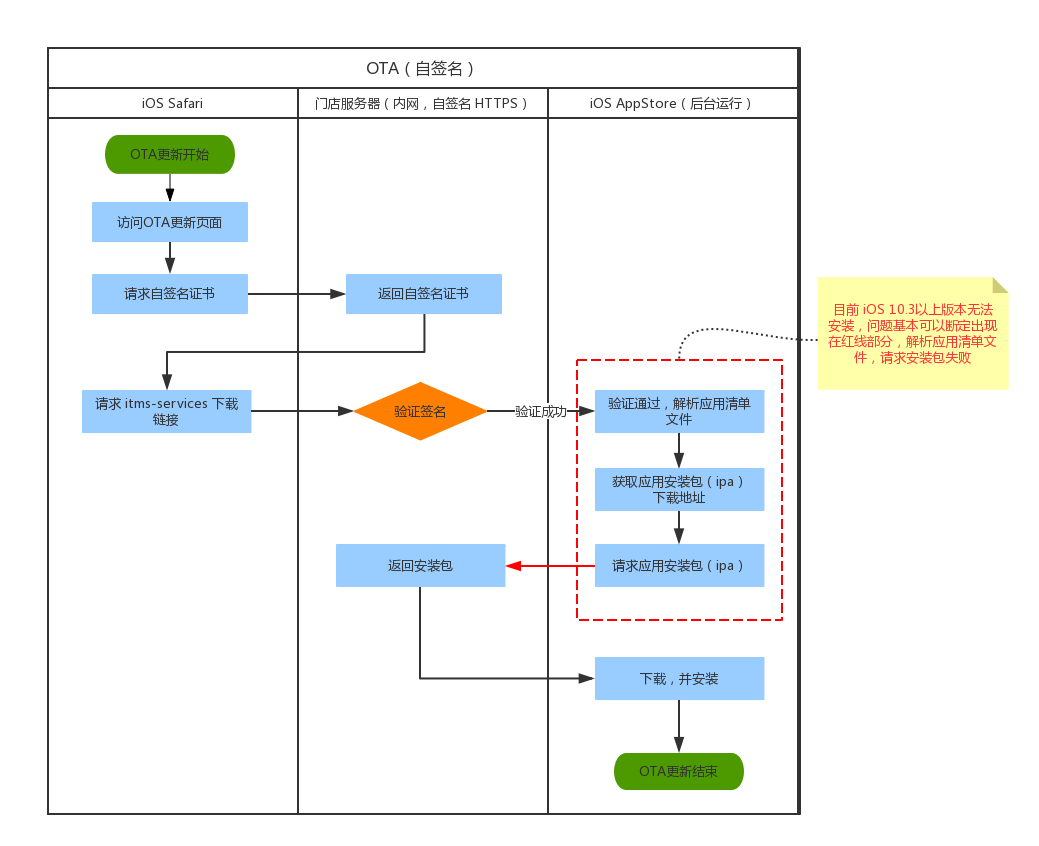 OTA（自签名）
iOS Safari
门店服务器（内网，自签名 HTTPS）
iOS AppStore（后台运行）
OTA更新开始
访问OTA更新页面
请求自签名证书
返回自签名证书
目前 iOS 10.3以上版本无法
安装，问题基本可以断定出现
在红线部分，解析应用清单文
件，请求安装包失败
请求 itms-services 下载
链接
验证签名
验证成功
验证通过，解析应用清单
文件
获取应用安装包（ipa）
下载地址
返回安装包
请求应用安装包（ipa）
下载，并安装
OTA更新结束